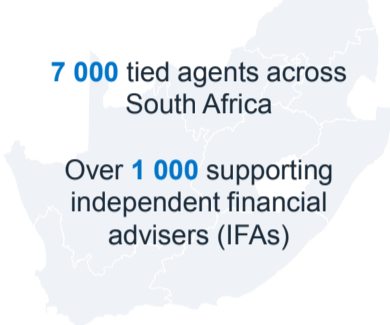 7 000 tied agents across
South Africa
Over 1 000 supporting
independent financial
advisers (IFAs)